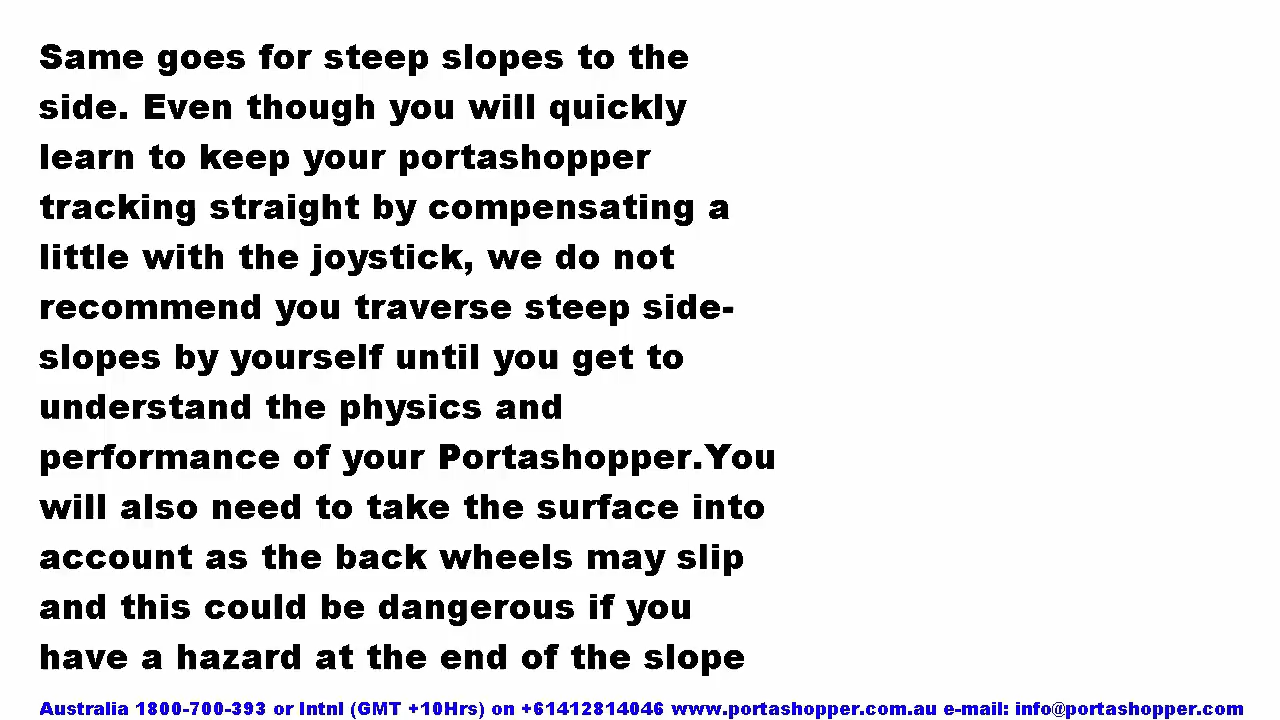 Same goes for steep slopes to the
side. Even though you will quickly
learn to keep your portashopper
tracking straight by compensating a
little with the joystick, we do not
recommend you traverse steep side-
slopes by yourself until you get to
understand the physics and
performance of your Portashopper.You
will also need to take the surface into
account as the back wheels may slip
and this could be dangerous if you
have a hazard at the end of the slope
Australia 1800-700-393 or Intnl (GMT +10Hrs) on +61412814046 www.portashopper.com.au e-mail: info@portashopper.com